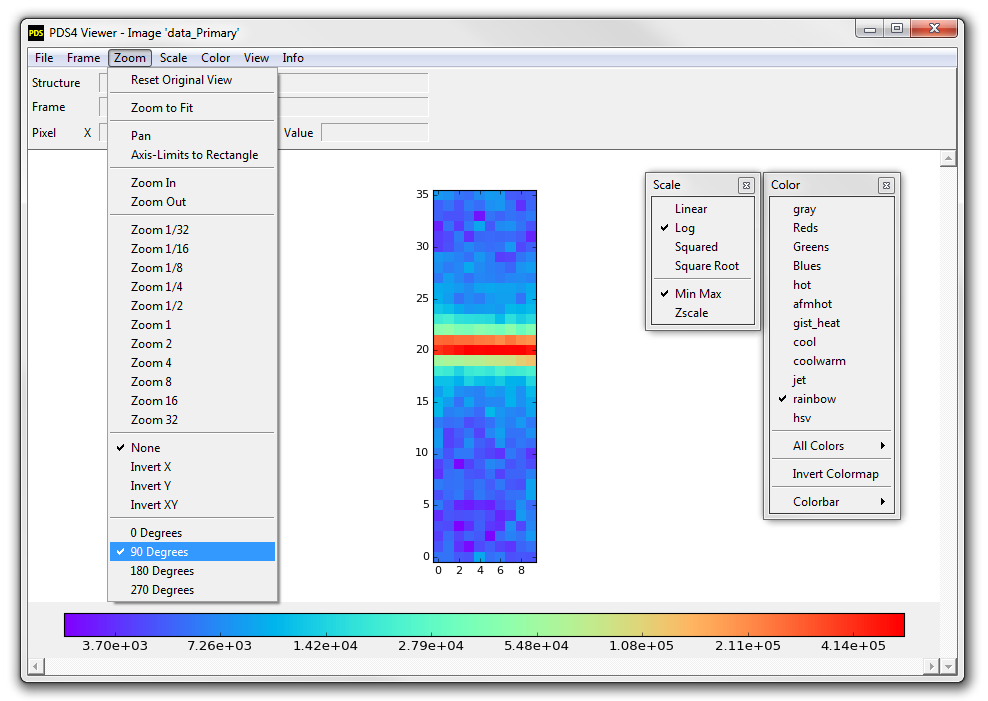 PDS PDS4 Viewer - Image 'data_Primary'
File Frame Zoom Scale Color View Info
Structure
Frame
Pixel X Value
Reset Original View
Zoom to Fit
Pan
Axis-Limits to Rectangle
Zoom In
Zoom Out
Zoom 1/32
Zoom 1/16
Zoom 1/8
Zoom 1/4
Zoom 1/2
Zoom 1
Zoom 2
Zoom 4
Zoom 8
Zoom 16
Zoom 32
None
Invert X
Invert Y
Invert XY
0 Degrees
90 Degrees
180 Degrees
270 Degrees
35
30
25
20
15
10
5
0
0 2 4 6 8
Scale
Linear
Log
Squared
Square Root
Min Max
Zscale
Color
gray
Reds
Greens
Blues
hot
afmhot
gist_heat
cool
coolwarm
jet
rainbow
hsv
All Colors
Invert Colormap
Colorbar
3.70e+03 7.26e+03 1.42e+04 2.79e+04 5.48e+04 1.08e+05 2.11e+05 4.14e+05